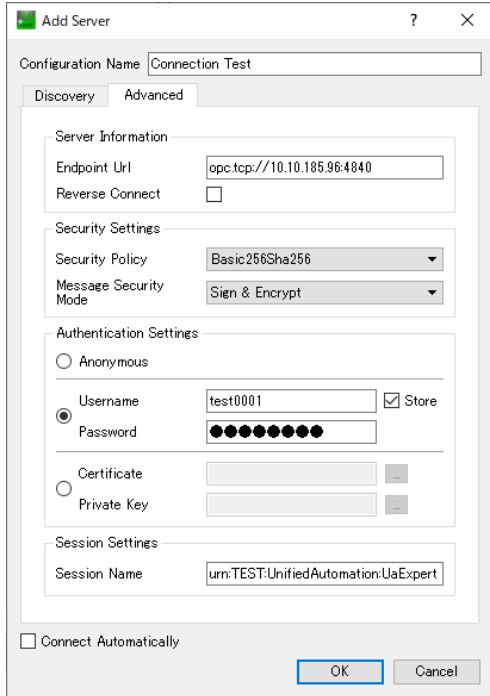 Add Server
Configuration Name Connection Test
Discovery Advanced
Server Information
Endpoint Url opc.tcp://10.10.185.96:4840
Reverse Connect
Security Settings
Security Policy Basic256Sha256
Message Security
Mode Sign & Encrypt
Authentication Settings
Anonymous
Username test0001 Store
Password ●●●●●●●●
Certificate ...
Private Key ...
Session Settings
Session Name urn:TEST:UnifiedAutomation:UaExpert
Connect Automatically
OK Cancel